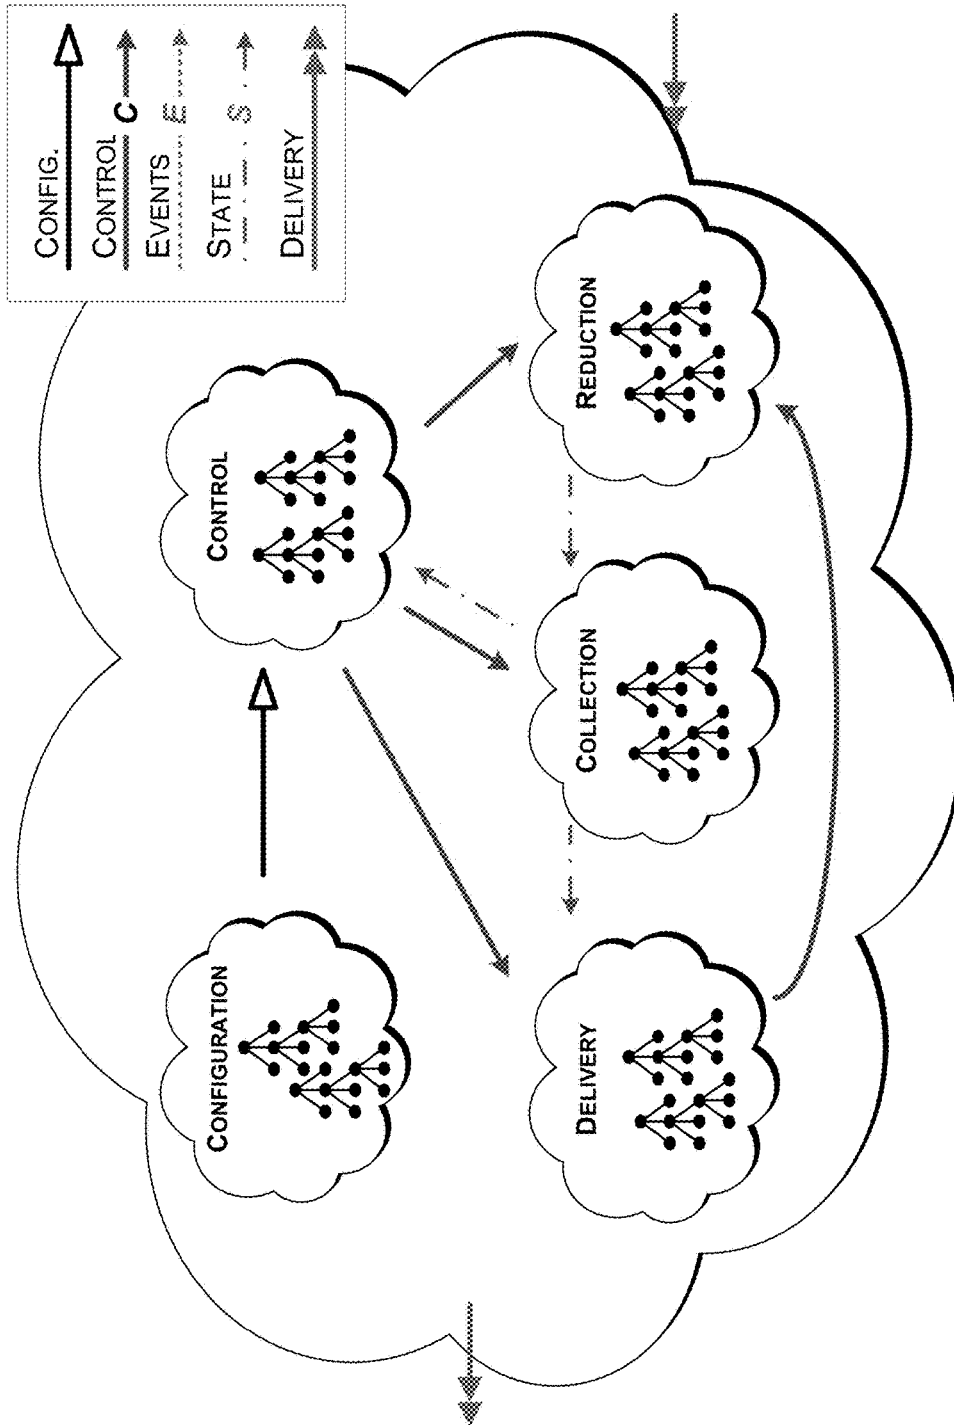 CONFIG.
CONTROL C
EVENTS E
STATE S
DELIVERY
CONFIGURATION
CONTROL
DELIVERY
COLLECTION
REDUCTION